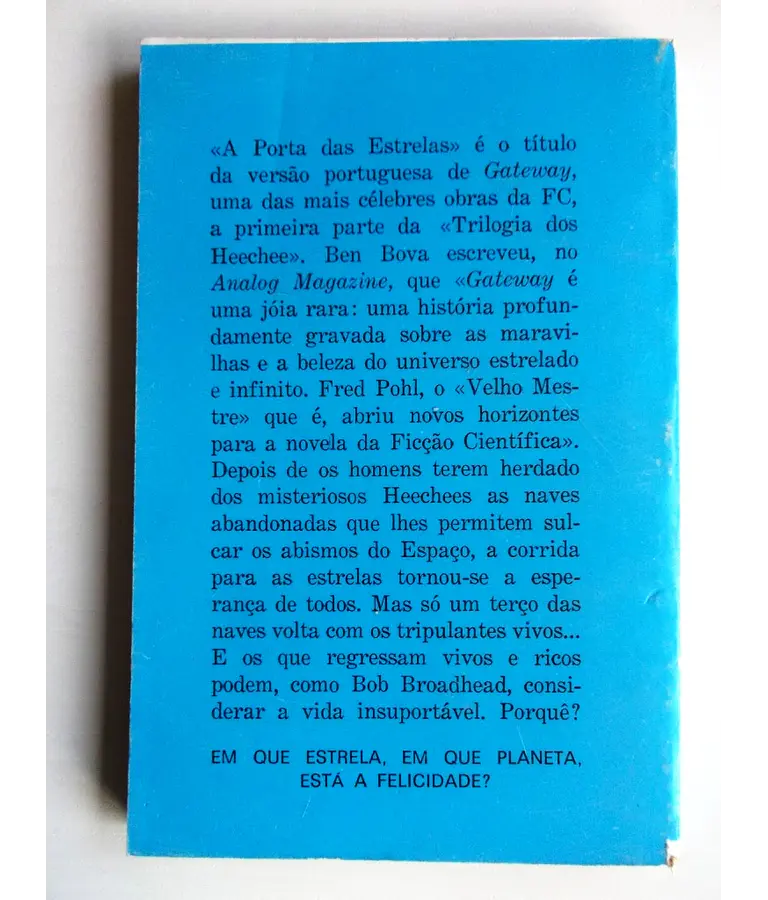 «A Porta das Estrelas» é o título
da versão portuguesa de Gateway,
uma das mais célebres obras da FC,
a primeira parte da «Trilogia dos
Heechee». Ben Bova escreveu, no
Analog Magazine, que «Gateway é
uma jóia rara: uma história profun-
damente gravada sobre as maravi-
lhas e a beleza do universo estrelado
e infinito. Fred Pohl, o «Velho Mes-
tre» que é, abriu novos horizontes
para a novela da Ficção Científica».
Depois de os homens terem herdado
dos misteriosos Heechees as naves
abandonadas que lhes permitem sul-
car os abismos do Espaço, a corrida
para as estrelas tornou-se a espe-
rança de todos. Mas só um terço das
naves volta com os tripulantes vivos...
E os que regressam vivos e ricos
podem, como Bob Broadhead, consi-
derar a vida insuportável. Porquê?
EM QUE ESTRELA, EM QUE PLANETA,
ESTÁ A FELICIDADE?